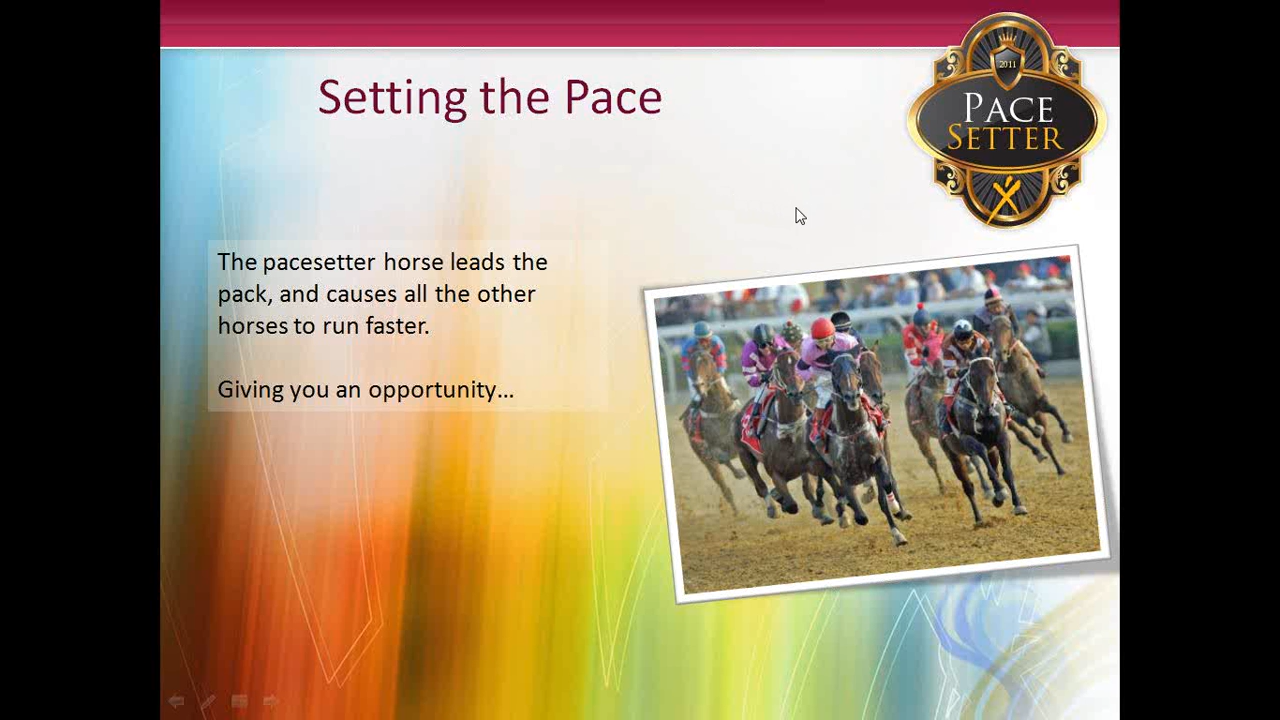 Setting the Pace
2011
PACE
SETTER
The pacesetter horse leads the
pack, and causes all the other
horses to run faster.
Giving you an opportunity…